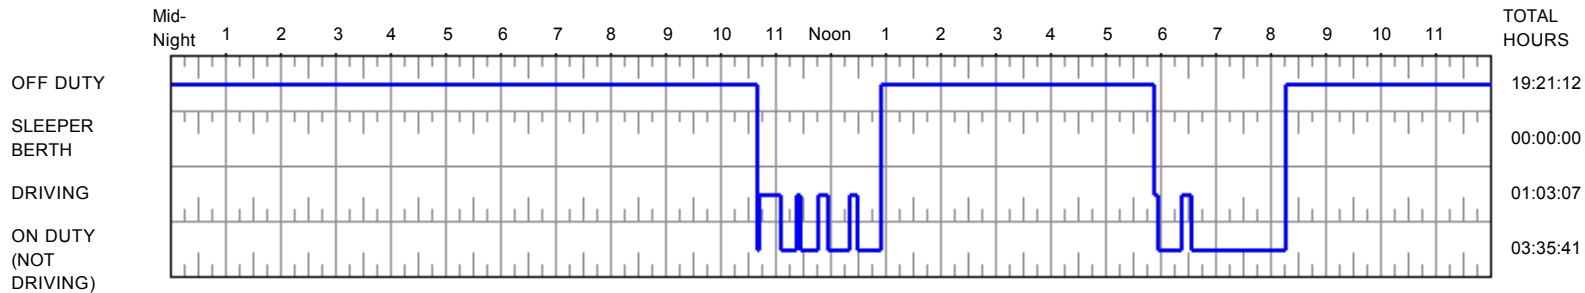 Mid-
Night 1 2 3 4 5 6 7 8 9 10 11 Noon 1 2 3 4 5 6 7 8 9 10 11
TOTAL
HOURS
OFF DUTY 19:21:12
SLEEPER
BERTH 00:00:00
DRIVING 01:03:07
ON DUTY
(NOT 03:35:41
DRIVING)